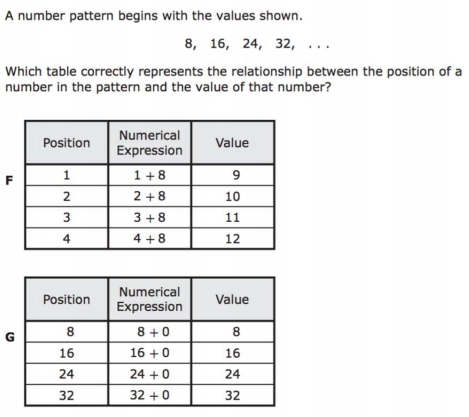 A number pattern begins with the values shown.
8, 16, 24, 32, ...
Which table correctly represents the relationship between the position of a
number in the pattern and the value of that number?
F
Position Numerical Expression Value
1 1 + 8 9
2 2 + 8 10
3 3 + 8 11
4 4 + 8 12
G
Position Numerical Expression Value
8 8 + 0 8
16 16 + 0 16
24 24 + 0 24
32 32 + 0 32